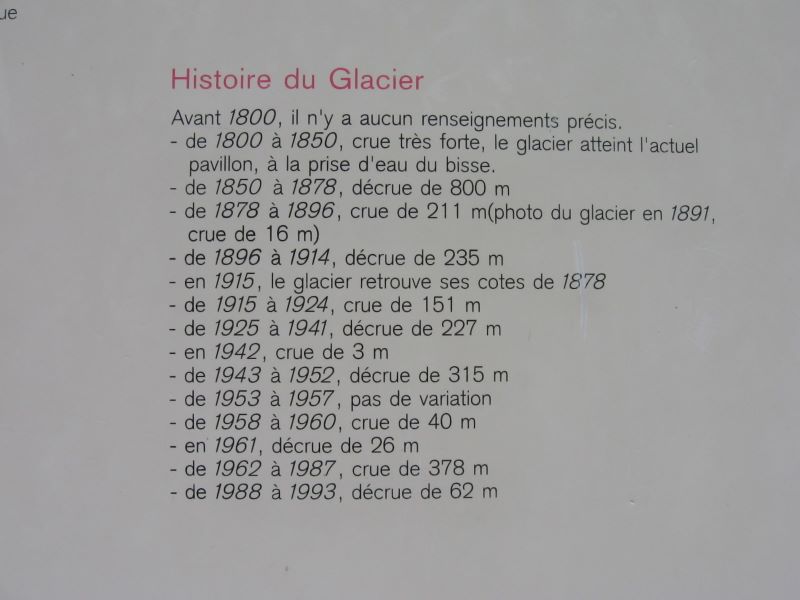 ue
Histoire du Glacier
Avant 1800, il n'y a aucun renseignements précis.
- de 1800 à 1850, crue très forte, le glacier atteint l'actuel
pavillon, à la prise d'eau du bisse.
- de 1850 à 1878, décrue de 800 m
- de 1878 à 1896, crue de 211 m(photo du glacier en 1891,
crue de 16 m)
- de 1896 à 1914, décrue de 235 m
- en 1915, le glacier retrouve ses cotes de 1878
- de 1915 à 1924, crue de 151 m
- de 1925 à 1941, décrue de 227 m
- en 1942, crue de 3 m
- de 1943 à 1952, décrue de 315 m
- de 1953 à 1957, pas de variation
- de 1958 à 1960, crue de 40 m
- en 1961, décrue de 26 m
- de 1962 à 1987, crue de 378 m
- de 1988 à 1993, décrue de 62 m